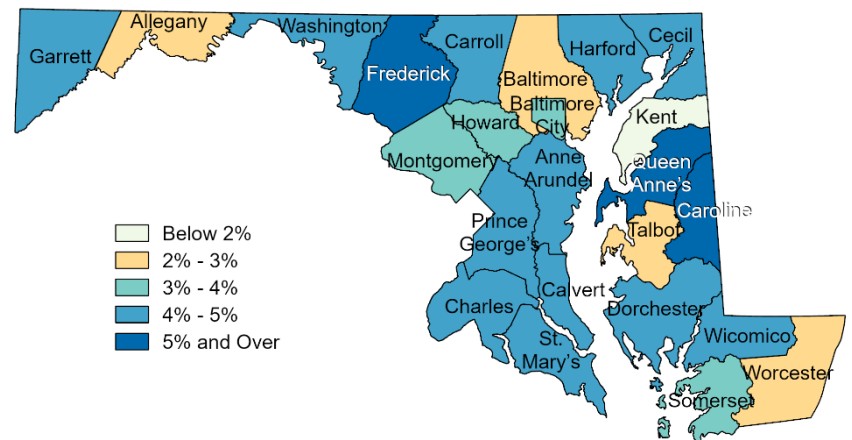 Allegany
Washington
Garrett
Frederick
Carroll
Harford
Cecil
Baltimore
Baltimore
City
Howard
Montgomery
Kent
Queen
Anne's
Anne
Arundel
Caroline
Talbot
Prince
George's
Below 2%
2% - 3%
3% - 4%
4% - 5%
5% and Over
Charles
Calvert
St.
Mary's
Dorchester
Wicomico
Worcester
Somerset